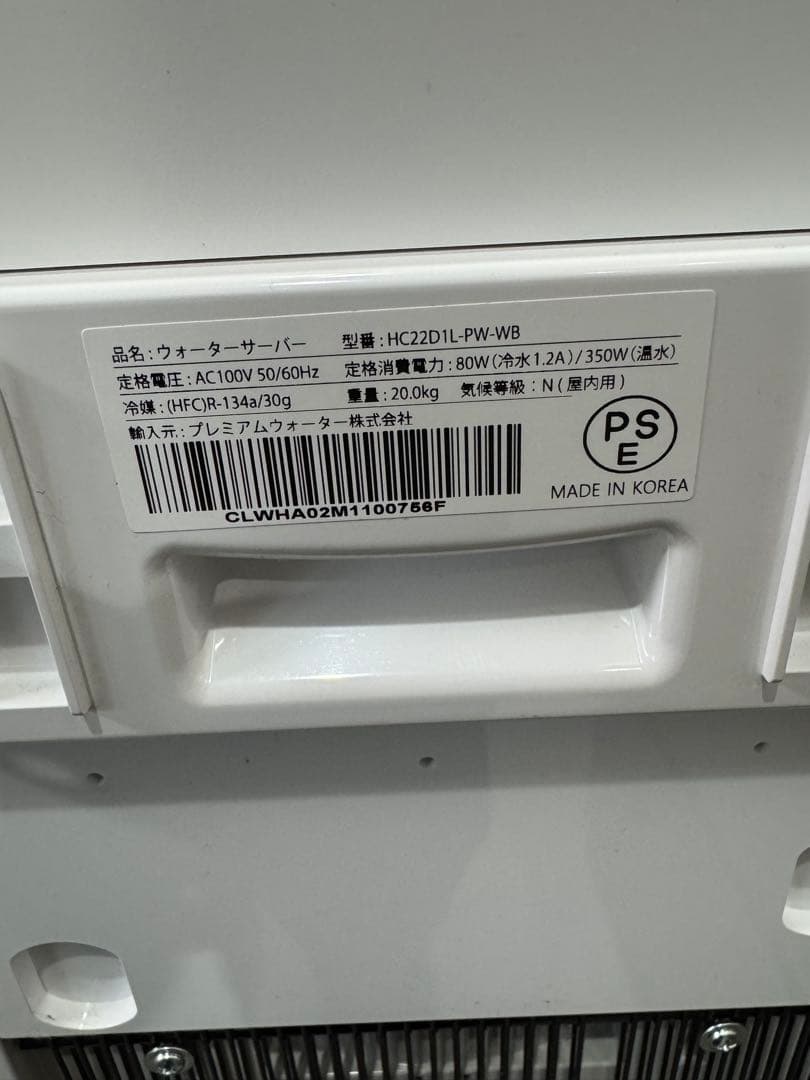 品名:ウォーターサーバー 型番:HC22D1L-PW-WB
定格電圧:AC100V 50/60Hz 定格消費電力:80W(冷水1.2A)/350W(温水)
冷媒:(HFC)R-134a/30g 重量:20.0kg 気候等級:N(屋内用)
輸入元:プレミアムウォーター株式会社
PS
E
CLWHA02M1100756F
MADE IN KOREA